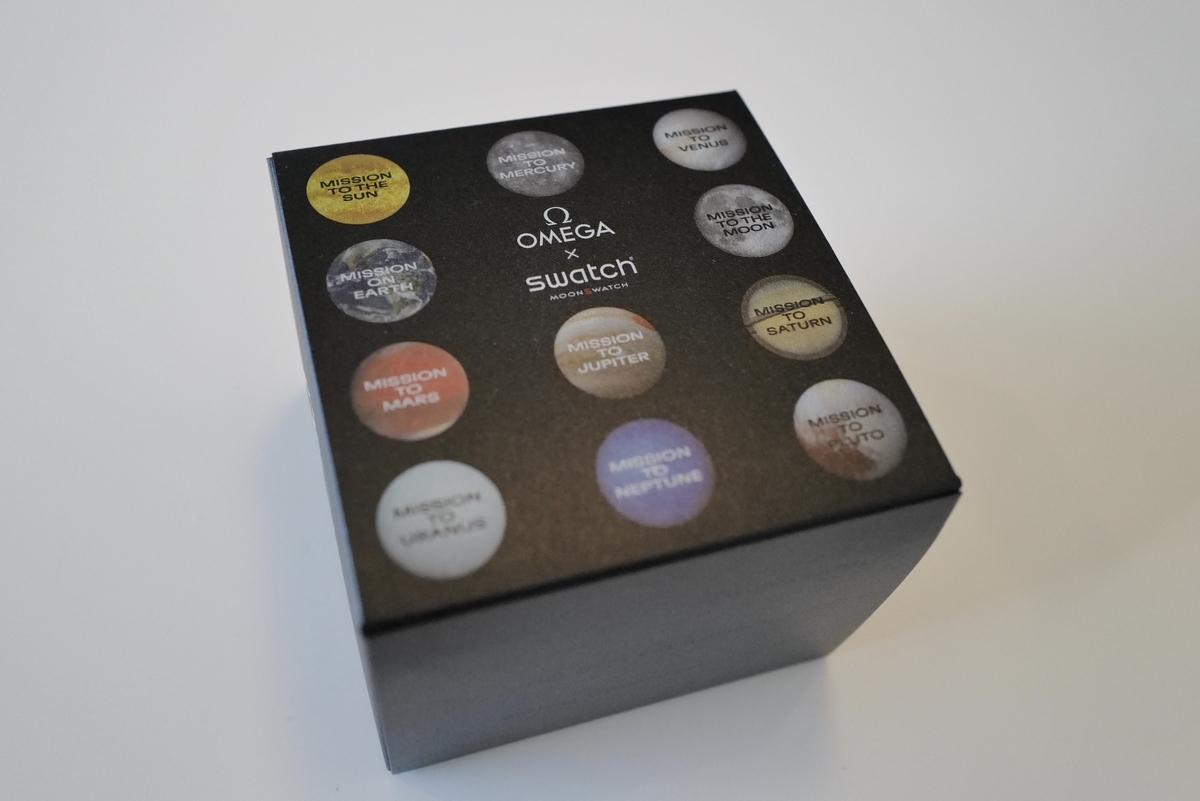 MISSION
TO THE
SUN
MISSION
TO
MERCURY
MISSION
TO
VENUS
Ω
OMEGA
×
swatch
MOONSWATCH
MISSION
ON
EARTH
MISSION
TO THE
MOON
MISSION
TO
MARS
MISSION
TO
JUPITER
MISSION
TO
SATURN
MISSION
TO
URANUS
MISSION
TO
NEPTUNE
MISSION
TO
PLUTO